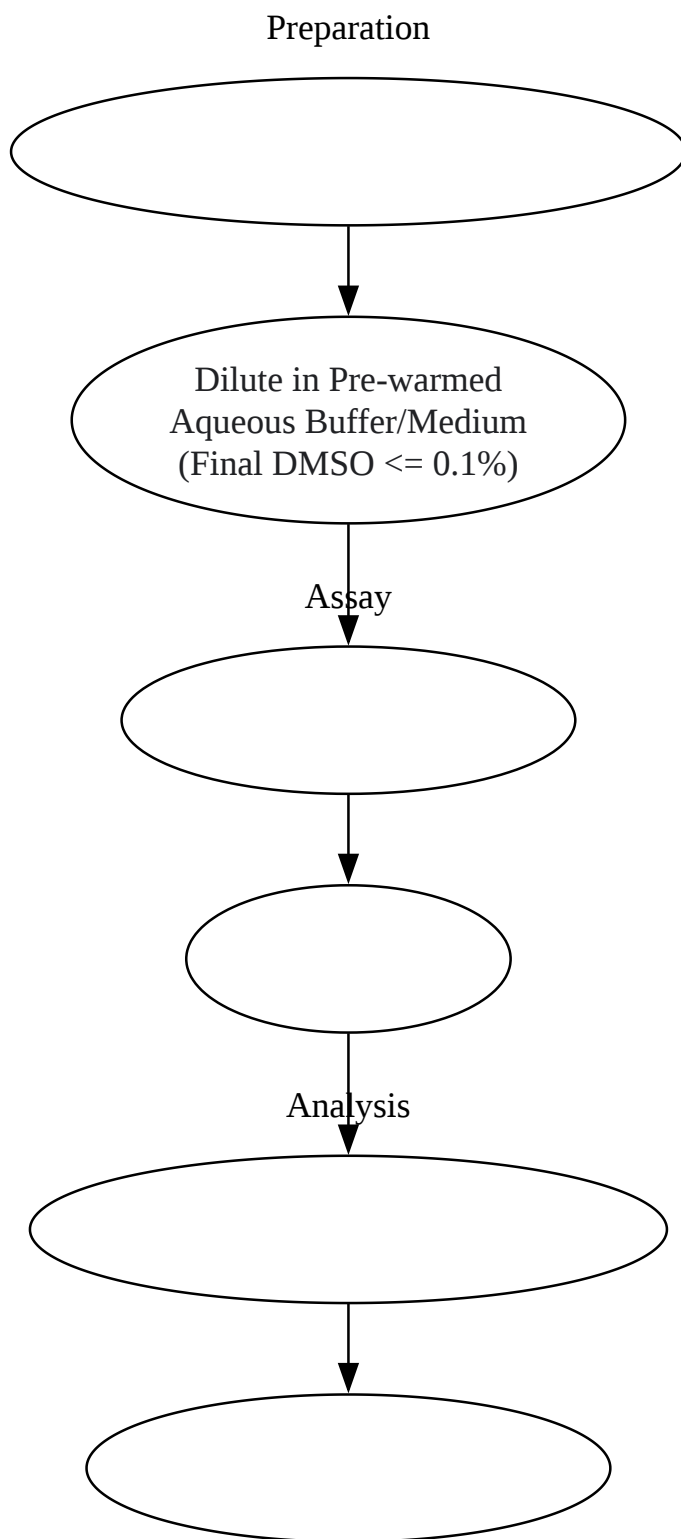 Preparation
Dilute in Pre-warmed
Aqueous Buffer/Medium
(Final DMSO <= 0.1%)
Assay
Analysis